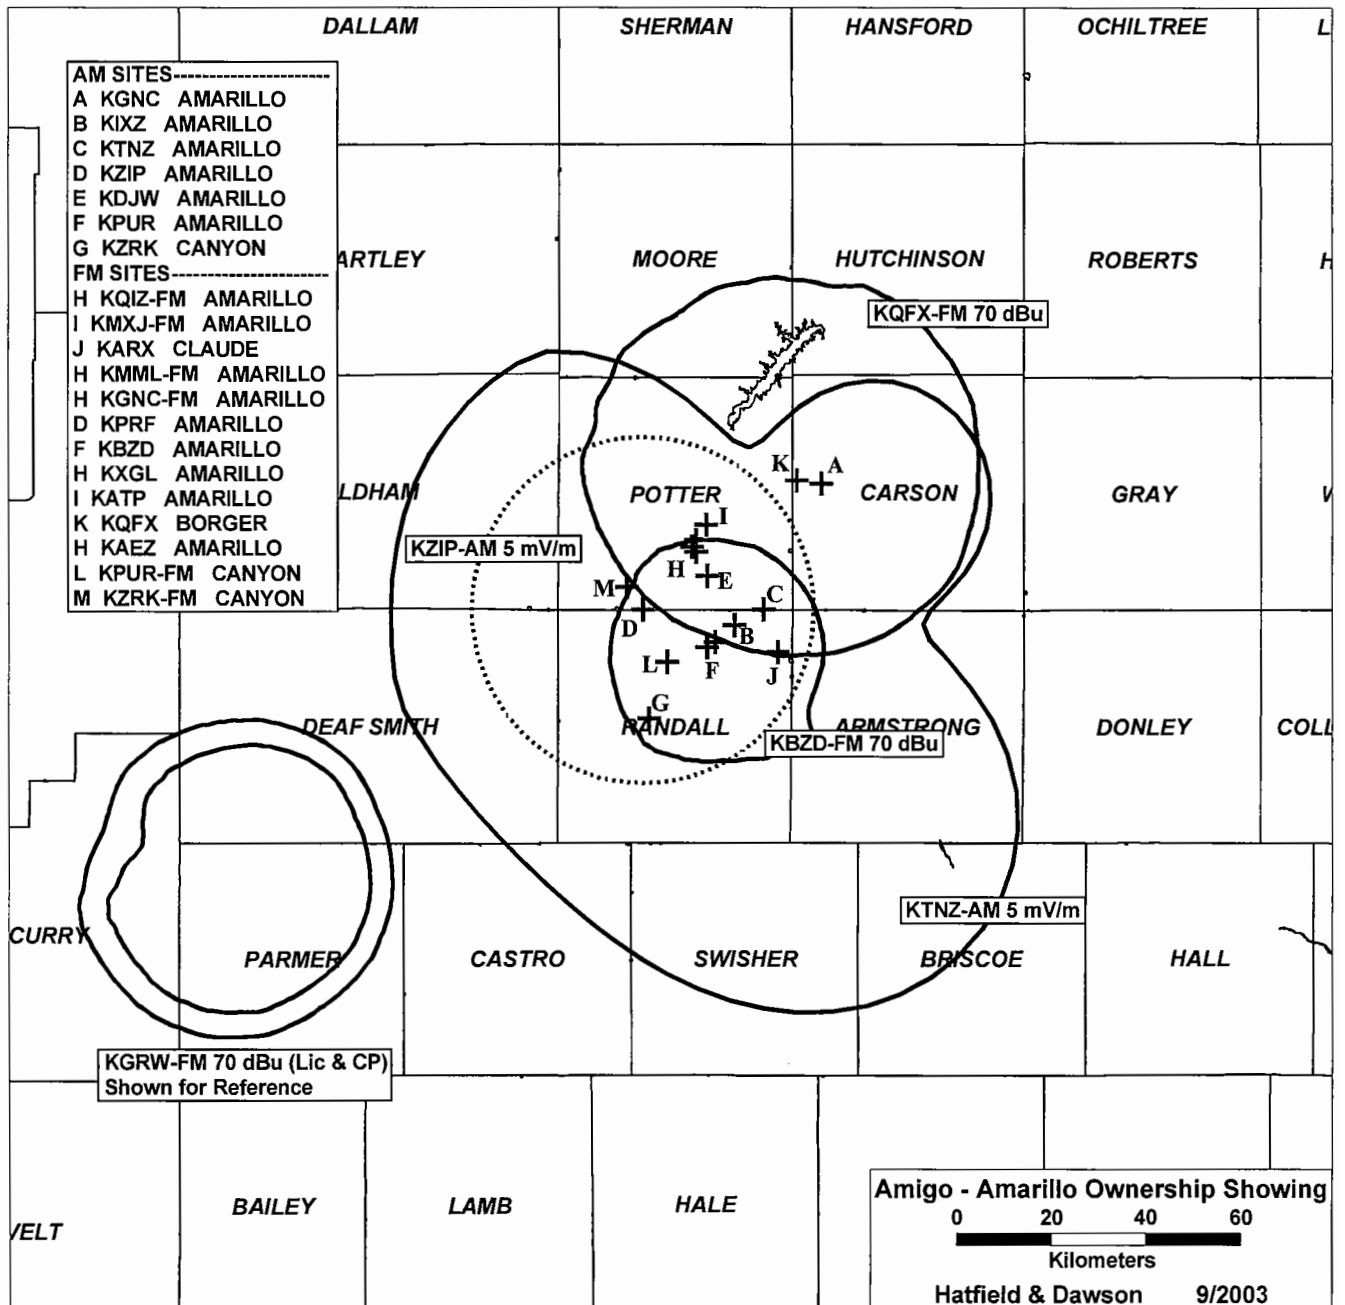 DALLAM
SHERMAN
HANSFORD
OCHILTREE
L
AM SITES----------------------
A KGNC AMARILLO
B KIXZ AMARILLO
C KTNZ AMARILLO
D KZIP AMARILLO
E KDJW AMARILLO
F KPUR AMARILLO
G KZRK CANYON
FM SITES----------------------
H KQIZ-FM AMARILLO
I KMXJ-FM AMARILLO
J KARX CLAUDE
H KMML-FM AMARILLO
H KGNC-FM AMARILLO
D KPRF AMARILLO
F KBZD AMARILLO
H KXGL AMARILLO
I KATP AMARILLO
K KQFX BORGER
H KAEZ AMARILLO
L KPUR-FM CANYON
M KZRK-FM CANYON
ARTLEY
MOORE
HUTCHINSON
ROBERTS
H
KQFX-FM 70 dBu
K
A
LDHAM
POTTER
CARSON
GRAY
I
KZIP-AM 5 mV/m
H
E
M
C
D
B
L
F
J
G
DEAF SMITH
RANDALL
ARMSTRONG
DONLEY
COLL
KBZD-FM 70 dBu
KTNZ-AM 5 mV/m
CURRY
PARMER
CASTRO
SWISHER
BRISCOE
HALL
KGRW-FM 70 dBu (Lic & CP)
Shown for Reference
BAILEY
LAMB
HALE
VELT
Amigo - Amarillo Ownership Showing
0 20 40 60
Kilometers
Hatfield & Dawson 9/2003